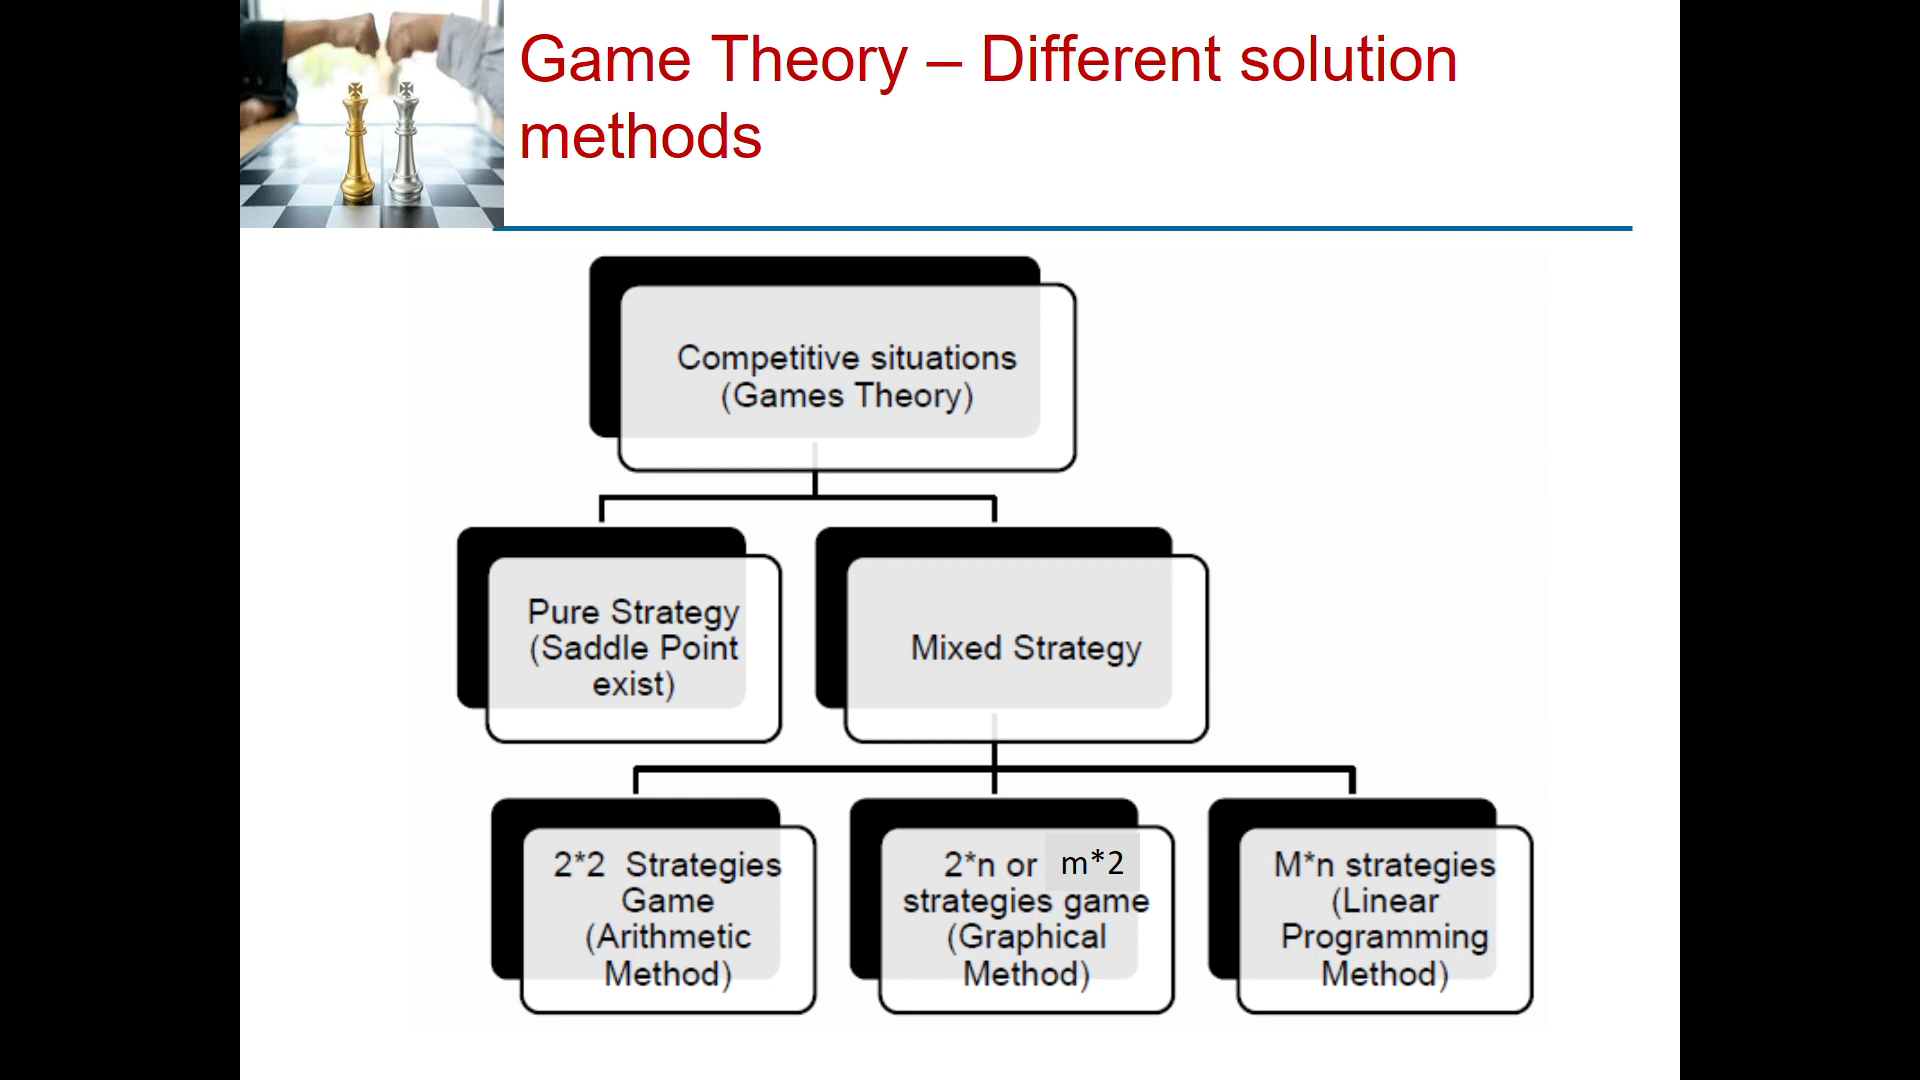 Game Theory – Different solution
methods
Competitive situations
(Games Theory)
Pure Strategy
(Saddle Point
exist)
Mixed Strategy
2*2 Strategies
Game
(Arithmetic
Method)
2*n or m*2
strategies game
(Graphical
Method)
M*n strategies
(Linear
Programming
Method)